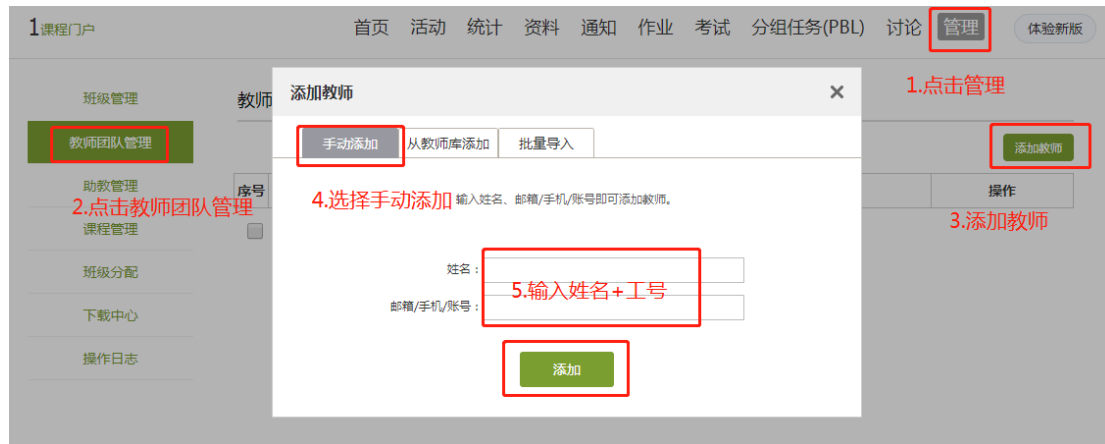 1课程门户 首页 活动 统计 资料 通知 作业 考试 分组任务(PBL) 讨论 管理 体验新版
1.点击管理
班级管理
教师团队管理
助教管理
2.点击教师团队管理
课程管理
班级分配
下载中心
操作日志
教师
添加教师
序号
操作
3.添加教师
添加教师 ×
手动添加 从教师库添加 批量导入
4.选择手动添加 输入姓名、邮箱/手机/账号即可添加教师。
姓名：
5.输入姓名+工号
邮箱/手机/账号：
添加